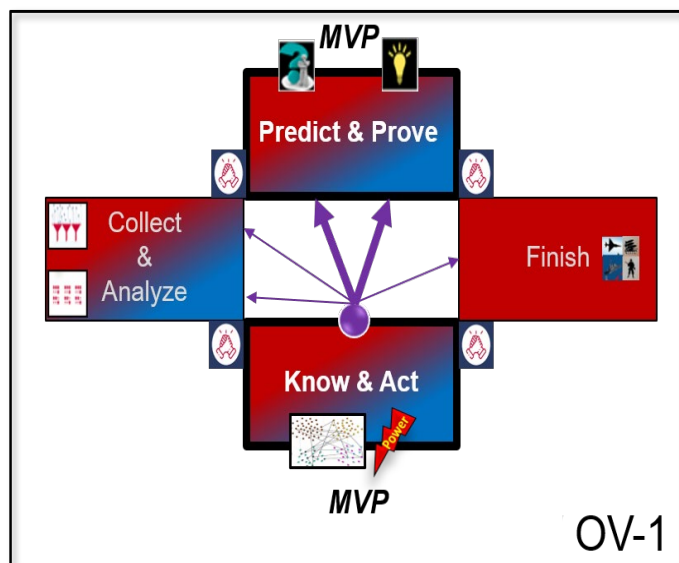 MVP
Predict & Prove
Collect
&
Analyze
Finish
Know & Act
Power
MVP
OV-1